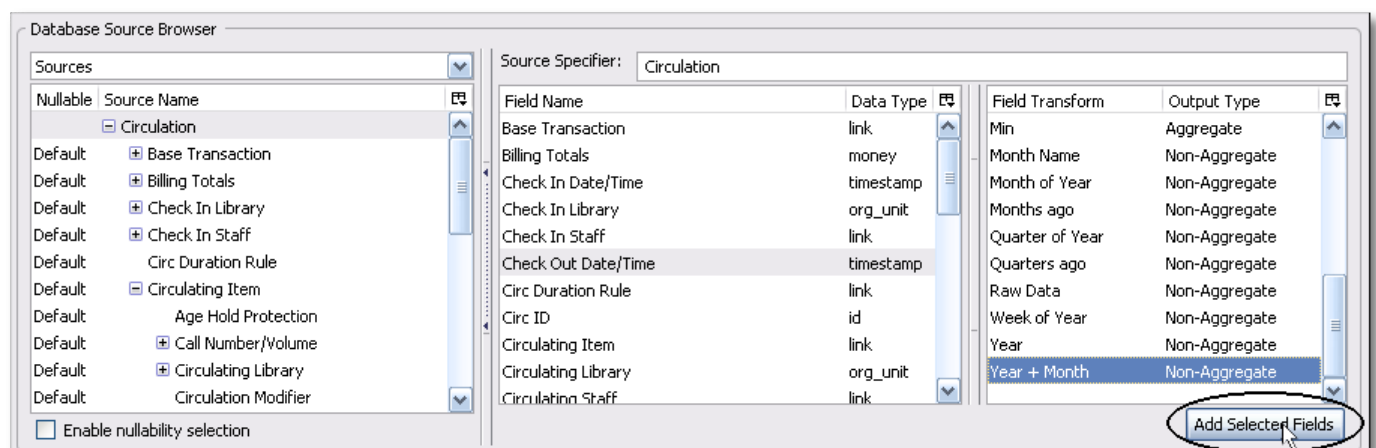 Database Source Browser
Sources
Nullable Source Name
Circulation
Default Base Transaction
Default Billing Totals
Default Check In Library
Default Check In Staff
Default Circ Duration Rule
Default Circulating Item
Default Age Hold Protection
Default Call Number/Volume
Default Circulating Library
Default Circulation Modifier
Enable nullability selection
Source Specifier: Circulation
Field Name Data Type
Base Transaction link
Billing Totals money
Check In Date/Time timestamp
Check In Library org_unit
Check In Staff link
Check Out Date/Time timestamp
Circ Duration Rule link
Circ ID id
Circulating Item link
Circulating Library org_unit
Circulating Staff link
Field Transform Output Type
Min Aggregate
Month Name Non-Aggregate
Month of Year Non-Aggregate
Months ago Non-Aggregate
Quarter of Year Non-Aggregate
Quarters ago Non-Aggregate
Raw Data Non-Aggregate
Week of Year Non-Aggregate
Year Non-Aggregate
Year + Month Non-Aggregate
Add Selected Fields